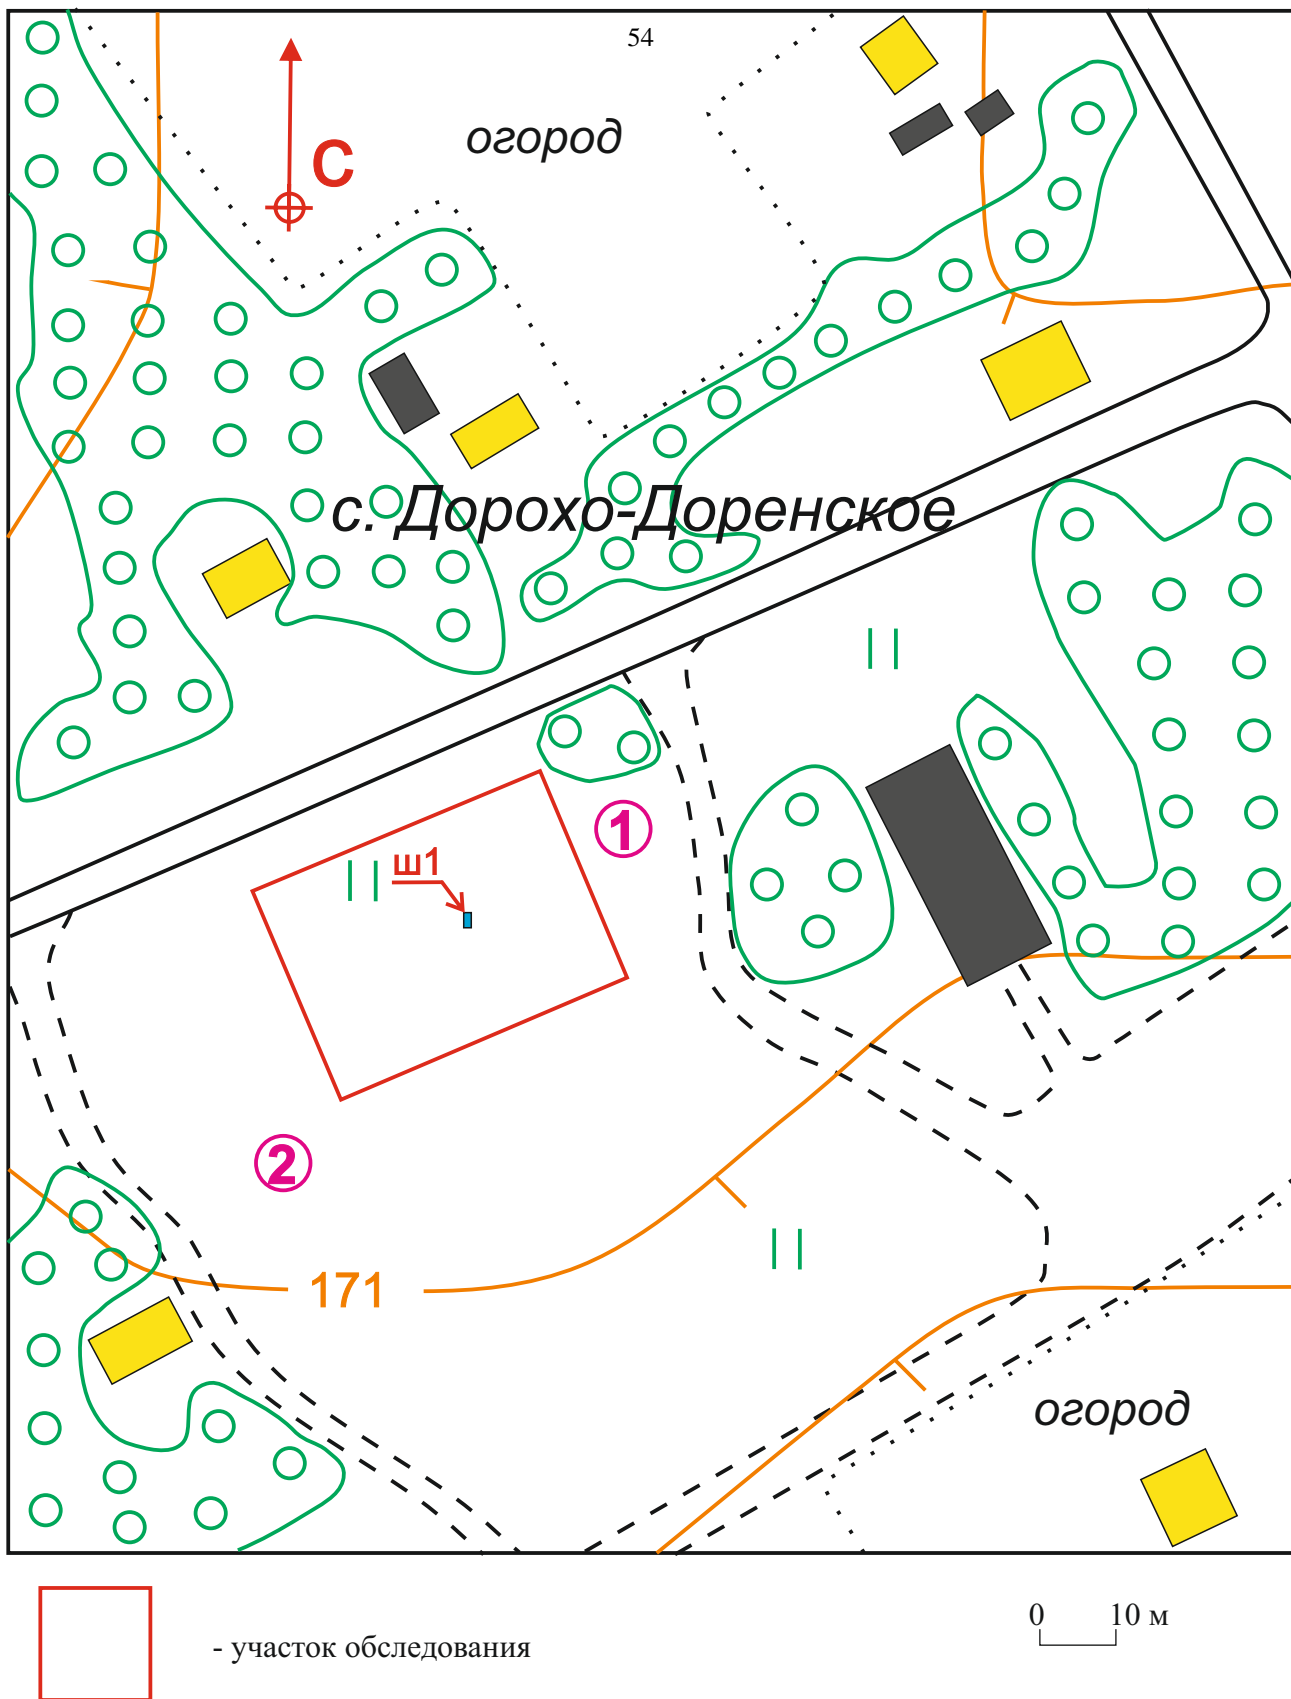 54
огород
С
с. Дорохо-Доренское
1
ш1
2
171
огород
0 10 м
- участок обследования